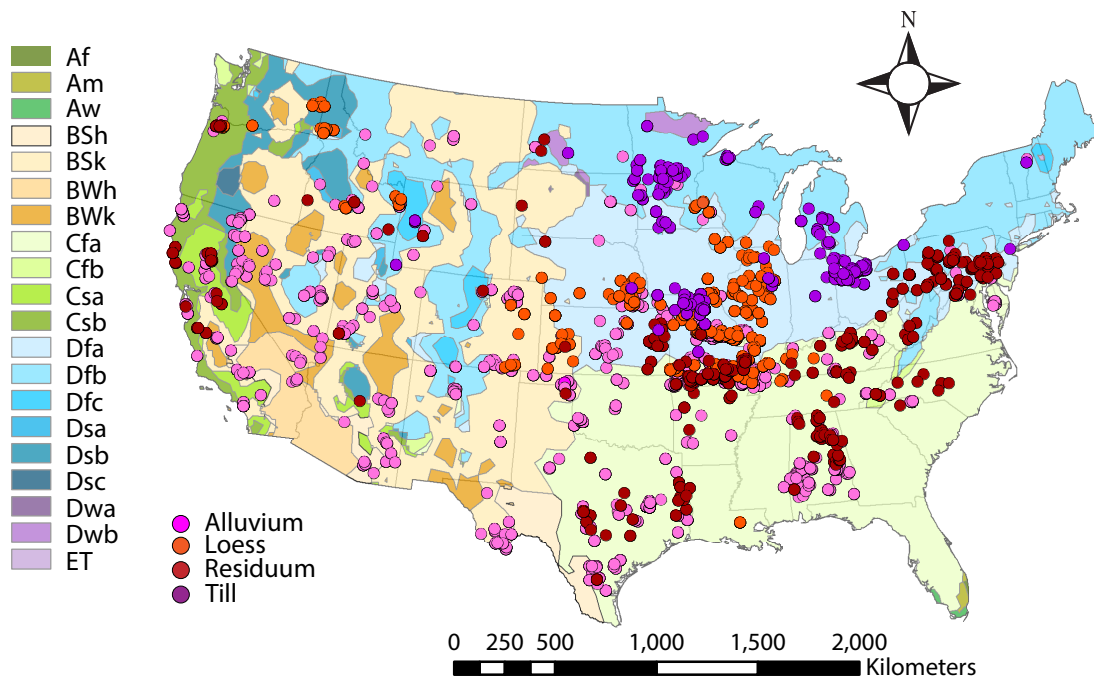 N
Af
Am
Aw
BSh
BSk
BWh
BWk
Cfa
Cfb
Csa
Csb
Dfa
Dfb
Dfc
Dsa
Dsb
Dsc
Dwa
Dwb
ET
Alluvium
Loess
Residuum
Till
0 250 500 1,000 1,500 2,000
Kilometers